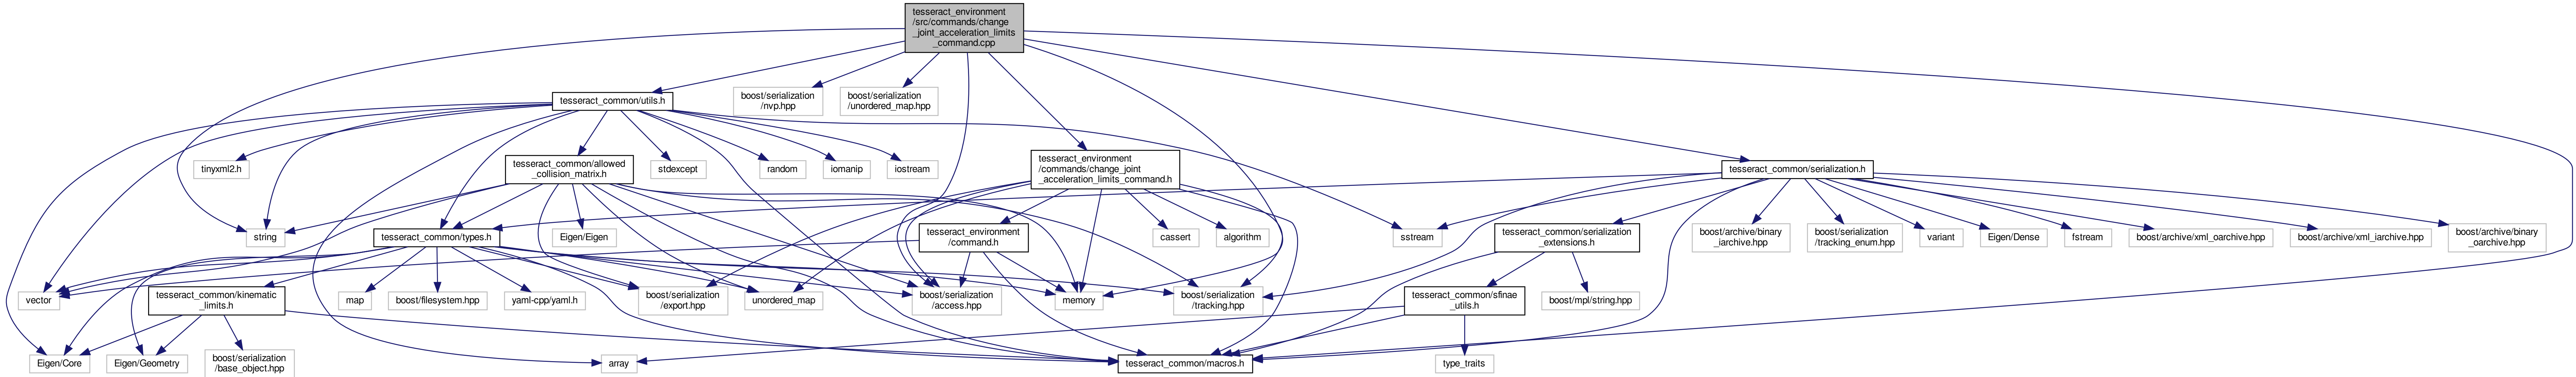 tesseract_environment
/src/commands/change
_joint_acceleration_limits
_command.cpp
tesseract_common/utils.h
boost/serialization
/nvp.hpp
boost/serialization
/unordered_map.hpp
tinyxml2.h
tesseract_common/allowed
_collision_matrix.h
stdexcept
random
iomanip
iostream
tesseract_environment
/commands/change_joint
_acceleration_limits_command.h
tesseract_common/serialization.h
string
tesseract_common/types.h
Eigen/Eigen
tesseract_environment
/command.h
cassert
algorithm
sstream
tesseract_common/serialization
_extensions.h
boost/archive/binary
_iarchive.hpp
boost/serialization
/tracking_enum.hpp
variant
Eigen/Dense
fstream
boost/archive/xml_oarchive.hpp
boost/archive/xml_iarchive.hpp
boost/archive/binary
_oarchive.hpp
vector
tesseract_common/kinematic
_limits.h
map
boost/filesystem.hpp
yaml-cpp/yaml.h
boost/serialization
/export.hpp
unordered_map
boost/serialization
/access.hpp
memory
boost/serialization
/tracking.hpp
tesseract_common/sfinae
_utils.h
boost/mpl/string.hpp
Eigen/Core
Eigen/Geometry
boost/serialization
/base_object.hpp
array
tesseract_common/macros.h
type_traits